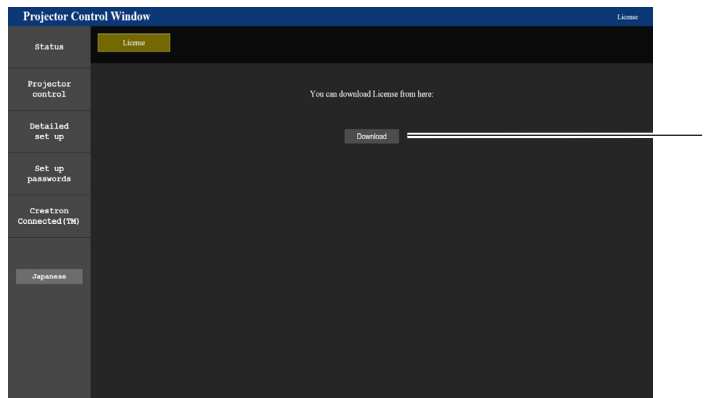 Projector Control Window
License
Status
License
Projector
control
You can download License from here:
Detailed
set up
Download
Set up
passwords
Crestron
Connected(TM)
Japanese